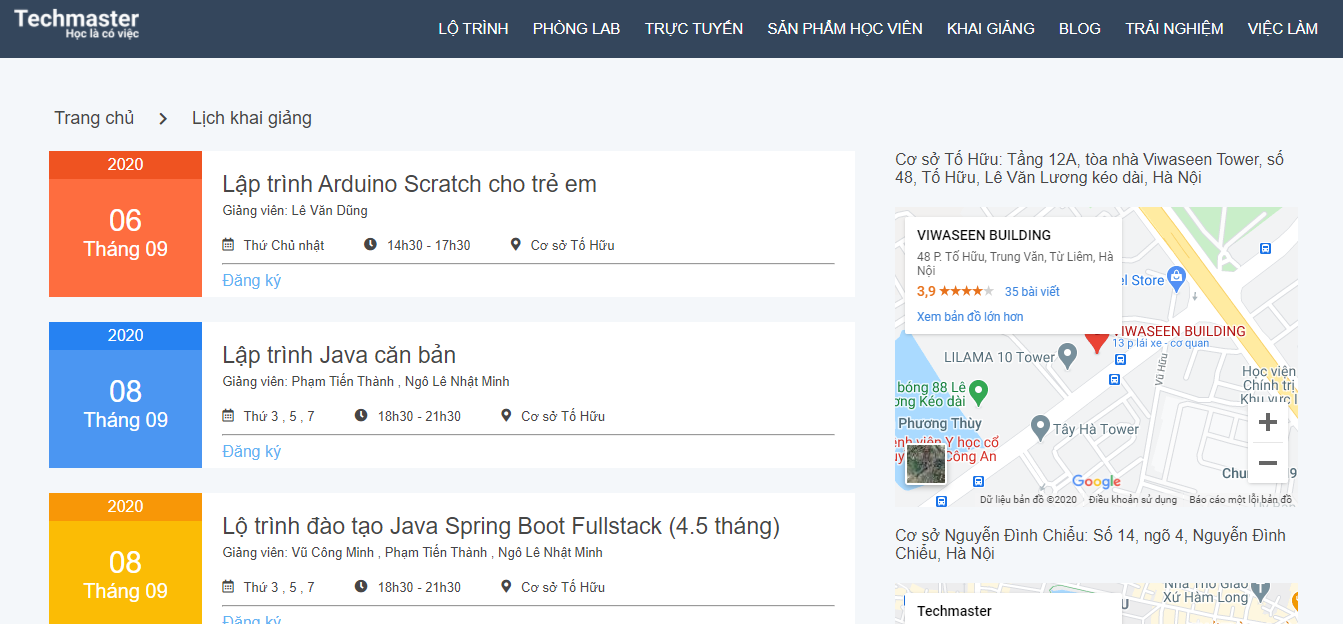 Techmaster
Học là có việc
LỘ TRÌNH PHÒNG LAB TRỰC TUYẾN SẢN PHẨM HỌC VIÊN KHAI GIẢNG BLOG TRẢI NGHIỆM VIỆC LÀM
Trang chủ Lịch khai giảng
2020
06
Tháng 09
Lập trình Arduino Scratch cho trẻ em
Giảng viên: Lê Văn Dũng
Thứ Chủ nhật 14h30 - 17h30 Cơ sở Tố Hữu
Đăng ký
2020
08
Tháng 09
Lập trình Java căn bản
Giảng viên: Phạm Tiến Thành , Ngô Lê Nhật Minh
Thứ 3 , 5 , 7 18h30 - 21h30 Cơ sở Tố Hữu
Đăng ký
2020
08
Tháng 09
Lộ trình đào tạo Java Spring Boot Fullstack (4.5 tháng)
Giảng viên: Vũ Công Minh , Phạm Tiến Thành , Ngô Lê Nhật Minh
Thứ 3 , 5 , 7 18h30 - 21h30 Cơ sở Tố Hữu
Đăng ký
Cơ sở Tố Hữu: Tầng 12A, tòa nhà Viwaseen Tower, số
48, Tố Hữu, Lê Văn Lương kéo dài, Hà Nội
VIWASEEN BUILDING
48 P. Tố Hữu, Trung Văn, Từ Liêm, Hà
Nội
3,9 35 bài viết
Xem bản đồ lớn hơn
Store
VIWASEEN BUILDING
13 p lái xe - cơ quan
LILAMA 10 Tower
Vũ Hữu
Học viện
Chính trị
Khu vực I
bóng 88 Lê
Kéo dài
Phương Thùy
Tây Hà Tower
viện Y học cổ
Công An
Google
Dữ liệu bản đồ ©2020 Điều khoản sử dụng Báo cáo một lỗi bản đồ
Cơ sở Nguyễn Đình Chiểu: Số 14, ngõ 4, Nguyễn Đình
Chiểu, Hà Nội
Nhà Thờ Giáo
Xứ Hàm Long
Techmaster